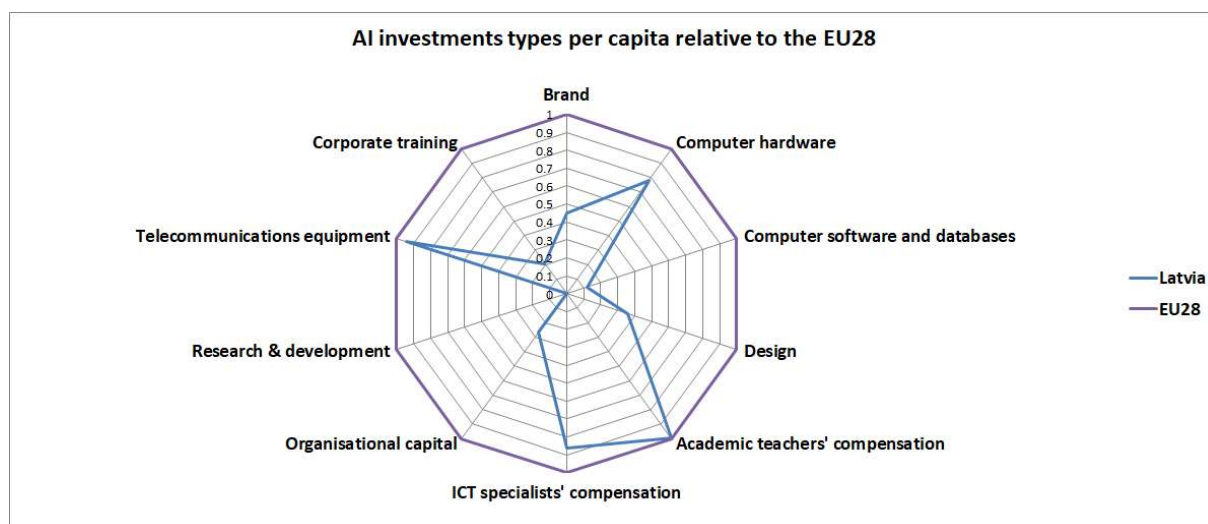 AI investments types per capita relative to the EU28
Brand
Corporate training
Computer hardware
Telecommunications equipment
Computer software and databases
Research & development
Design
Organisational capital
Academic teachers' compensation
ICT specialists' compensation
1
0.9
0.8
0.7
0.6
0.5
0.4
0.3
0.2
0.1
0
Latvia
EU28